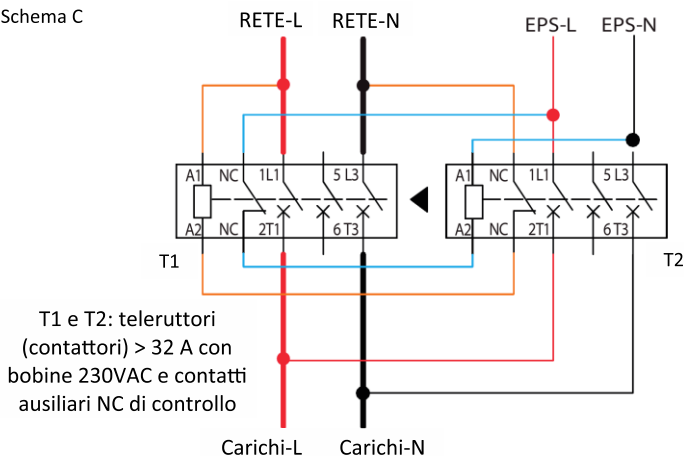 Schema C
RETE-L RETE-N EPS-L EPS-N
A1 NC 1L1 5 L3 A1 NC 1L1 5 L3
A2 NC 2T1 6 T3 A2 NC 2T1 6 T3
T1 T2
T1 e T2: teleruttori
(contattori) > 32 A con
bobine 230VAC e contatti
ausiliari NC di controllo
Carichi-L Carichi-N